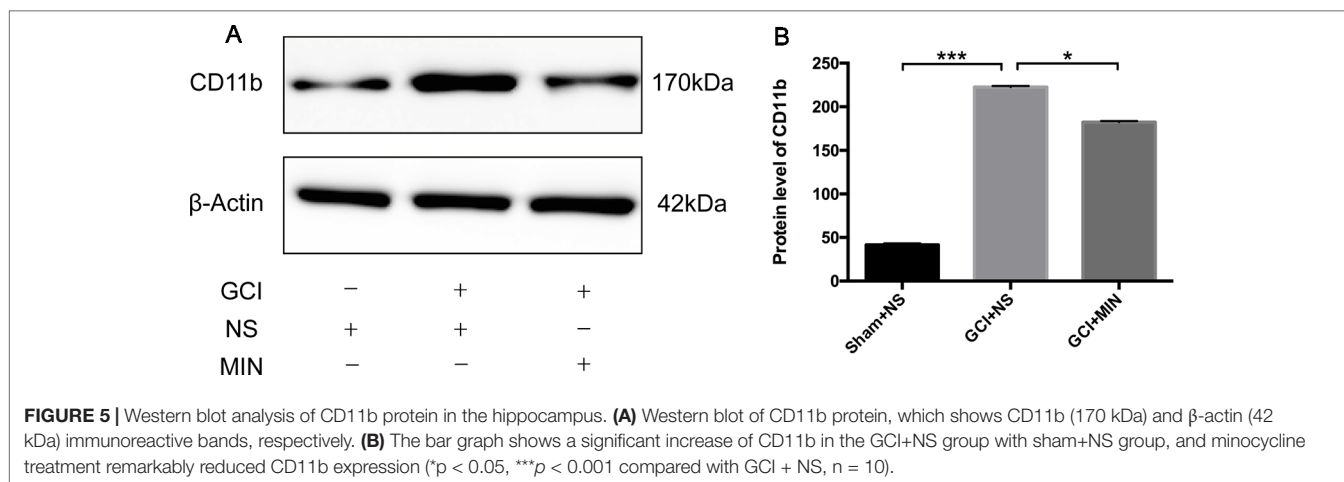 A
CD11b 170kDa
β-Actin 42kDa
GCI – + +
NS + + –
MIN – – +
B
*** *
Protein level of CD11b
250
200
150
100
50
0
Sham+NS GCI+NS GCI+MIN
FIGURE 5 | Western blot analysis of CD11b protein in the hippocampus. (A) Western blot of CD11b protein, which shows CD11b (170 kDa) and β-actin (42
kDa) immunoreactive bands, respectively. (B) The bar graph shows a significant increase of CD11b in the GCI+NS group with sham+NS group, and minocycline
treatment remarkably reduced CD11b expression (*p < 0.05, ***p < 0.001 compared with GCI + NS, n = 10).